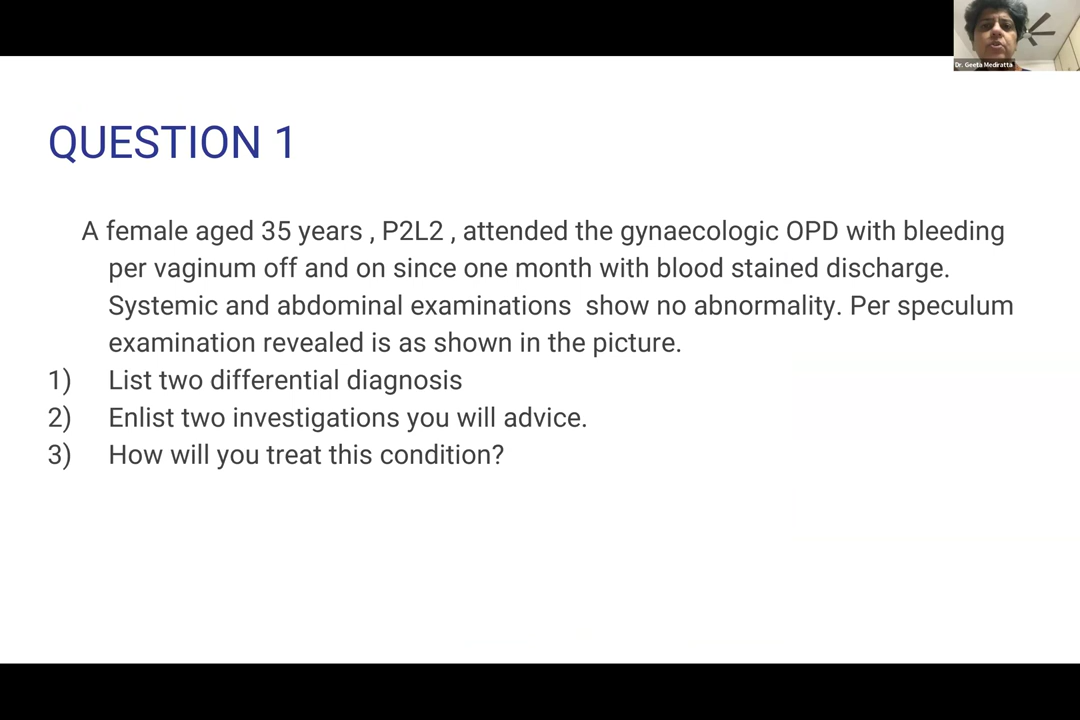 Dr. Geeta Mediratta
QUESTION 1
A female aged 35 years , P2L2 , attended the gynaecologic OPD with bleeding
per vaginum off and on since one month with blood stained discharge.
Systemic and abdominal examinations show no abnormality. Per speculum
examination revealed is as shown in the picture.
1) List two differential diagnosis
2) Enlist two investigations you will advice.
3) How will you treat this condition?